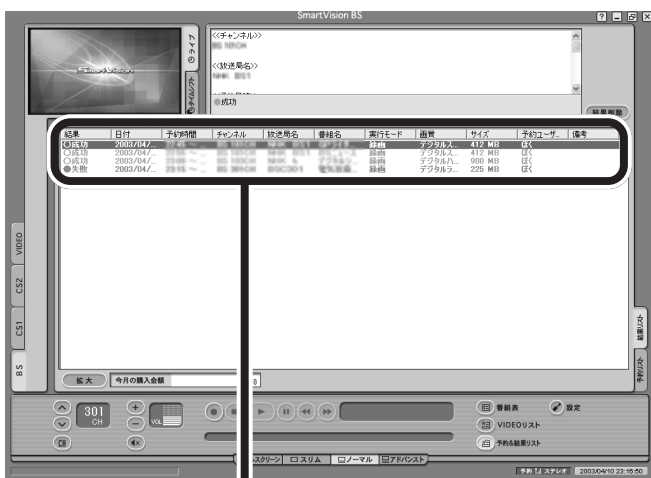 SmartVision BS
<<チャンネル>>
BS 101CH
<<放送局名>>
NHK BS1
ライブ
タイムシフト
成功
結果削除
SmartVision
結果 日付 予約時間 チャンネル 放送局名 番組名 実行モード 画質 サイズ 予約ユーザ.. 備考
○成功 2003/04/... 録画 デジタルス... 412 MB ぼく
○成功 2003/04/... 録画 デジタルス... 412 MB ぼく
○成功 2003/04/... 録画 デジタルハ... 900 MB ぼく
●失敗 2003/04/... 録画 デジタルラ... 225 MB ぼく
VIDEO
CS2
CS1
BS
結果リスト
予約リスト
拡大 今月の購入金額
301
CH
VOL
番組表 設定
VIDEOリスト
予約&結果リスト
スクリーン スリム ノーマル アドバンスト
予約 ステレオ 2003/04/10 23:16:50